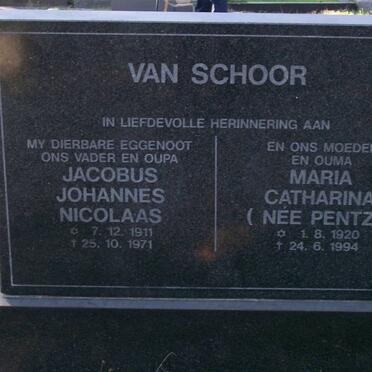 VAN SCHOOR
IN LIEFDEVOLLE HERINNERING AAN
MY DIERBARE EGGENOOT
ONS VADER EN OUPA
JACOBUS
JOHANNES
NICOLAAS
✡ 7.12.1911
† 25.10.1971
EN ONS MOEDER
EN OUMA
MARIA
CATHARINA
( NÉE PENTZ
✡ 1.8.1920
† 24.6.1994